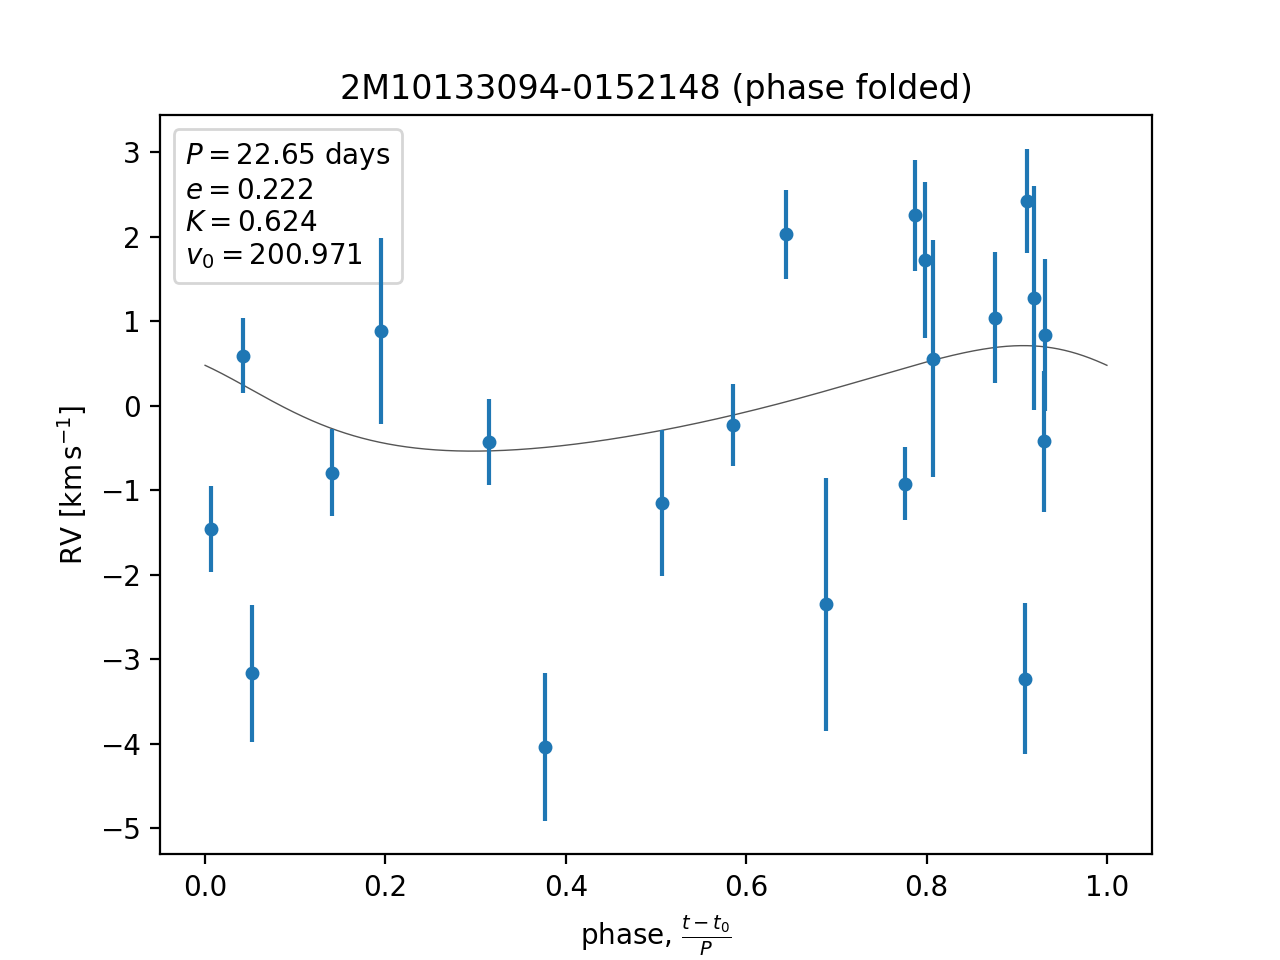 2M10133094-0152148 (phase folded)
P = 22.65 days
e = 0.222
K = 0.624
v₀ = 200.971
3
2
1
0
−1
−2
−3
−4
−5
RV [km s⁻¹]
0.0 0.2 0.4 0.6 0.8 1.0
phase, (t − t₀)/P